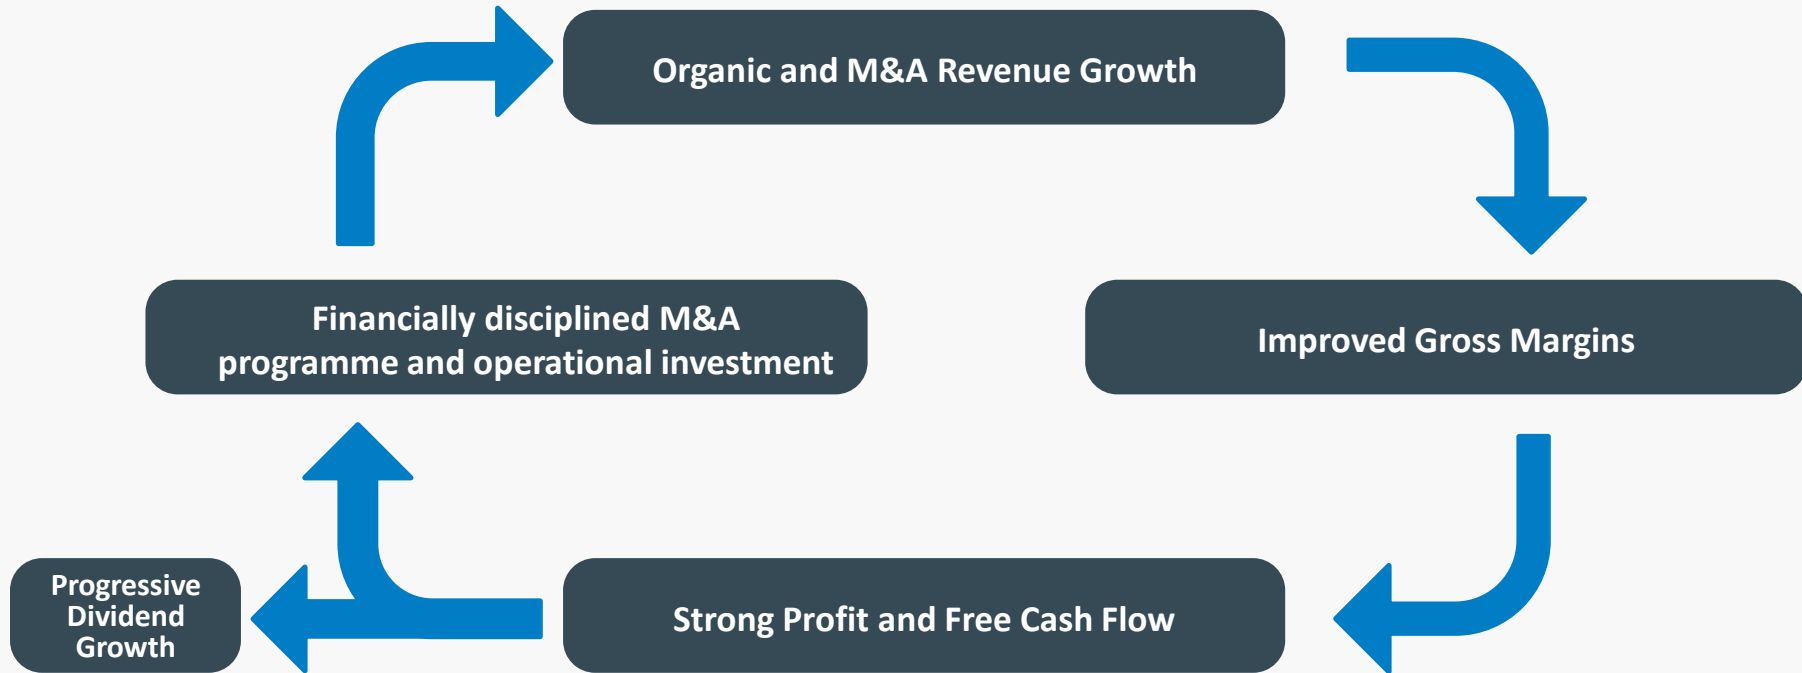 Organic and M&A Revenue Growth
Financially disciplined M&A
programme and operational investment
Improved Gross Margins
Progressive
Dividend
Growth
Strong Profit and Free Cash Flow